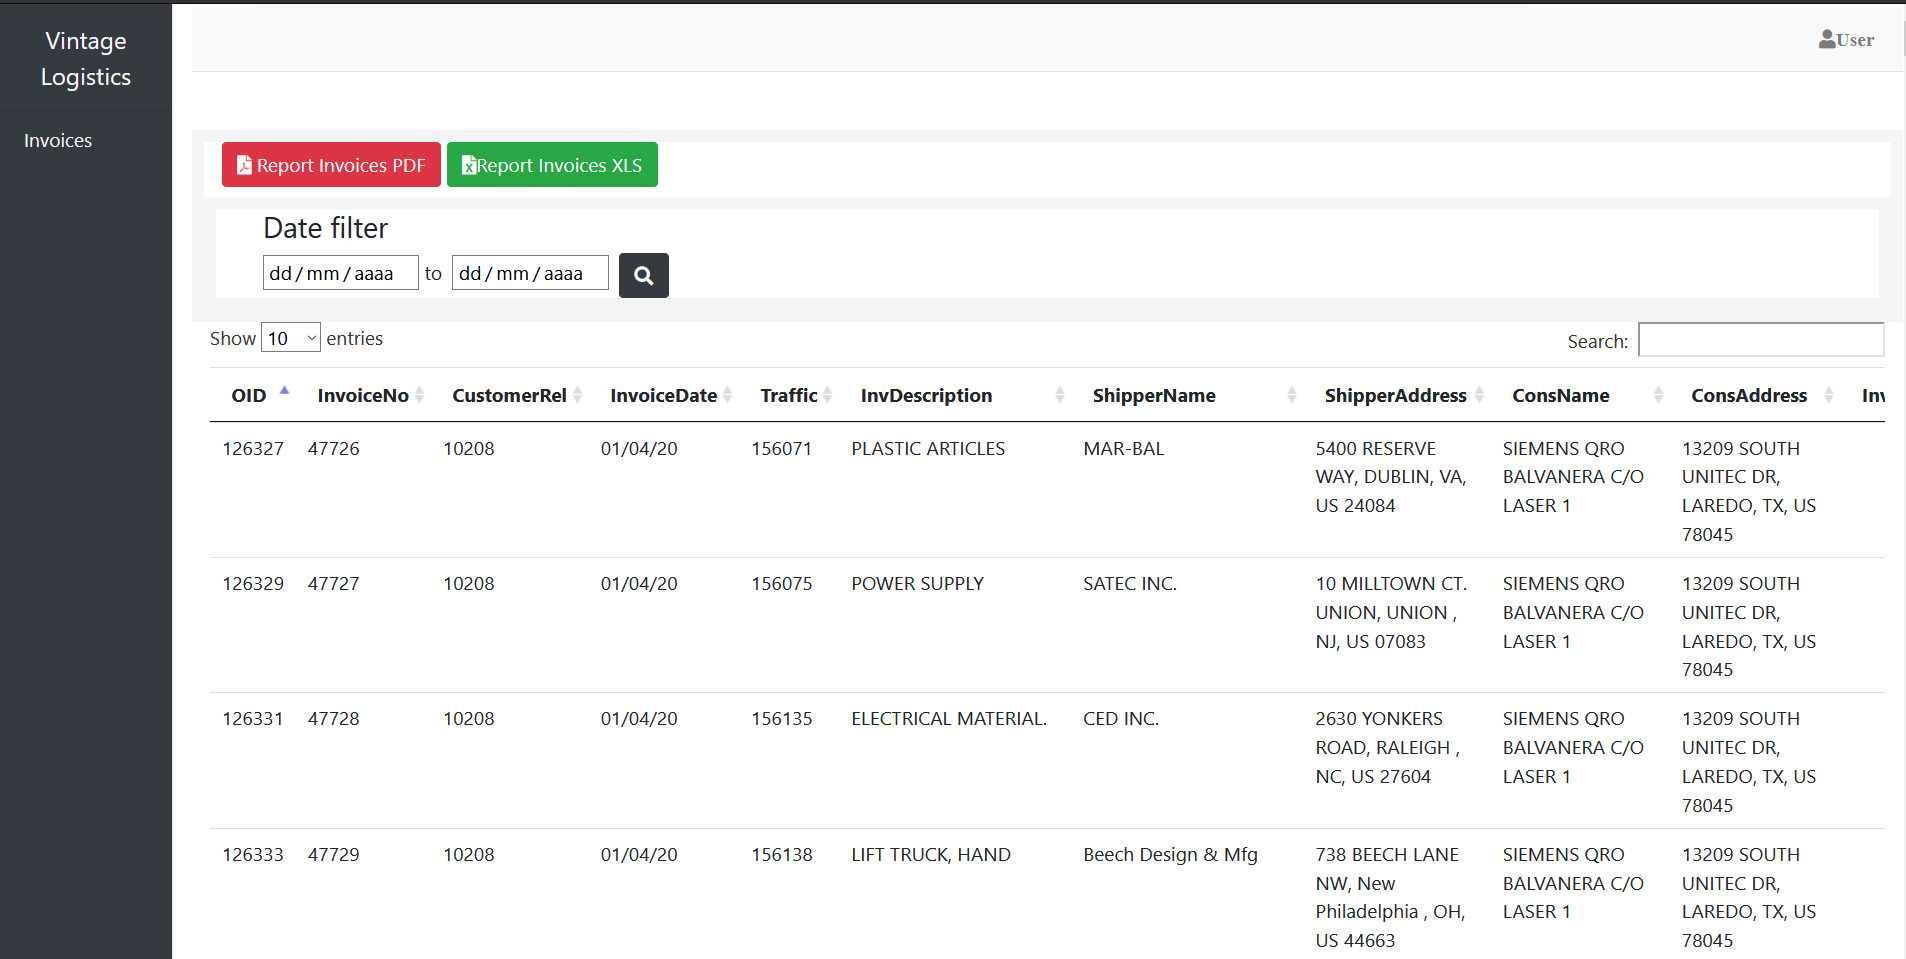 Vintage
Logistics
Invoices
User
Report Invoices PDF Report Invoices XLS
Date filter
dd/mm/aaaa to dd/mm/aaaa
Show 10 entries Search:
OID InvoiceNo CustomerRel InvoiceDate Traffic InvDescription ShipperName ShipperAddress ConsName ConsAddress Inv
126327 47726 10208 01/04/20 156071 PLASTIC ARTICLES MAR-BAL 5400 RESERVE SIEMENS QRO 13209 SOUTH
WAY, DUBLIN, VA, BALVANERA C/O UNITEC DR,
US 24084 LASER 1 LAREDO, TX, US
78045
126329 47727 10208 01/04/20 156075 POWER SUPPLY SATEC INC. 10 MILLTOWN CT. SIEMENS QRO 13209 SOUTH
UNION, UNION , BALVANERA C/O UNITEC DR,
NJ, US 07083 LASER 1 LAREDO, TX, US
78045
126331 47728 10208 01/04/20 156135 ELECTRICAL MATERIAL. CED INC. 2630 YONKERS SIEMENS QRO 13209 SOUTH
ROAD, RALEIGH , BALVANERA C/O UNITEC DR,
NC, US 27604 LASER 1 LAREDO, TX, US
78045
126333 47729 10208 01/04/20 156138 LIFT TRUCK, HAND Beech Design & Mfg 738 BEECH LANE SIEMENS QRO 13209 SOUTH
NW, New BALVANERA C/O UNITEC DR,
Philadelphia , OH, LASER 1 LAREDO, TX, US
US 44663 78045